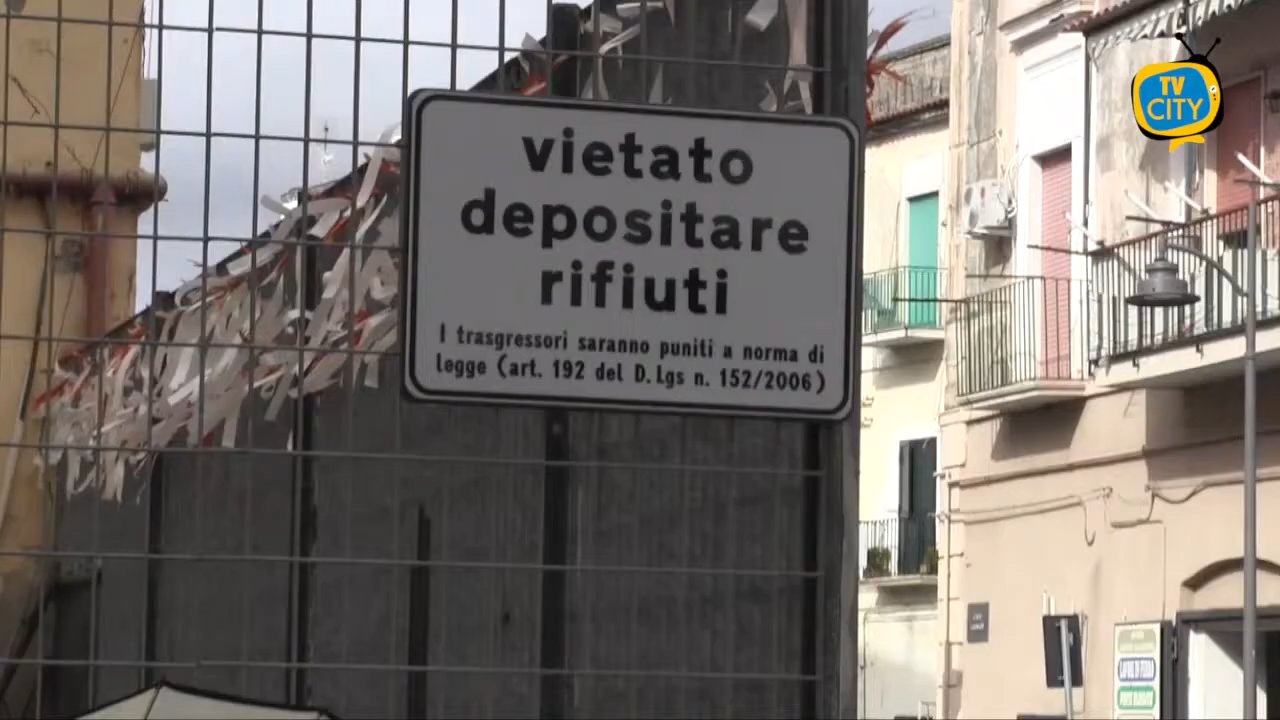 TV
CITY
vietato
depositare
rifiuti
I trasgressori saranno puniti a norma di
legge (art. 192 del D.Lgs n. 152/2006)